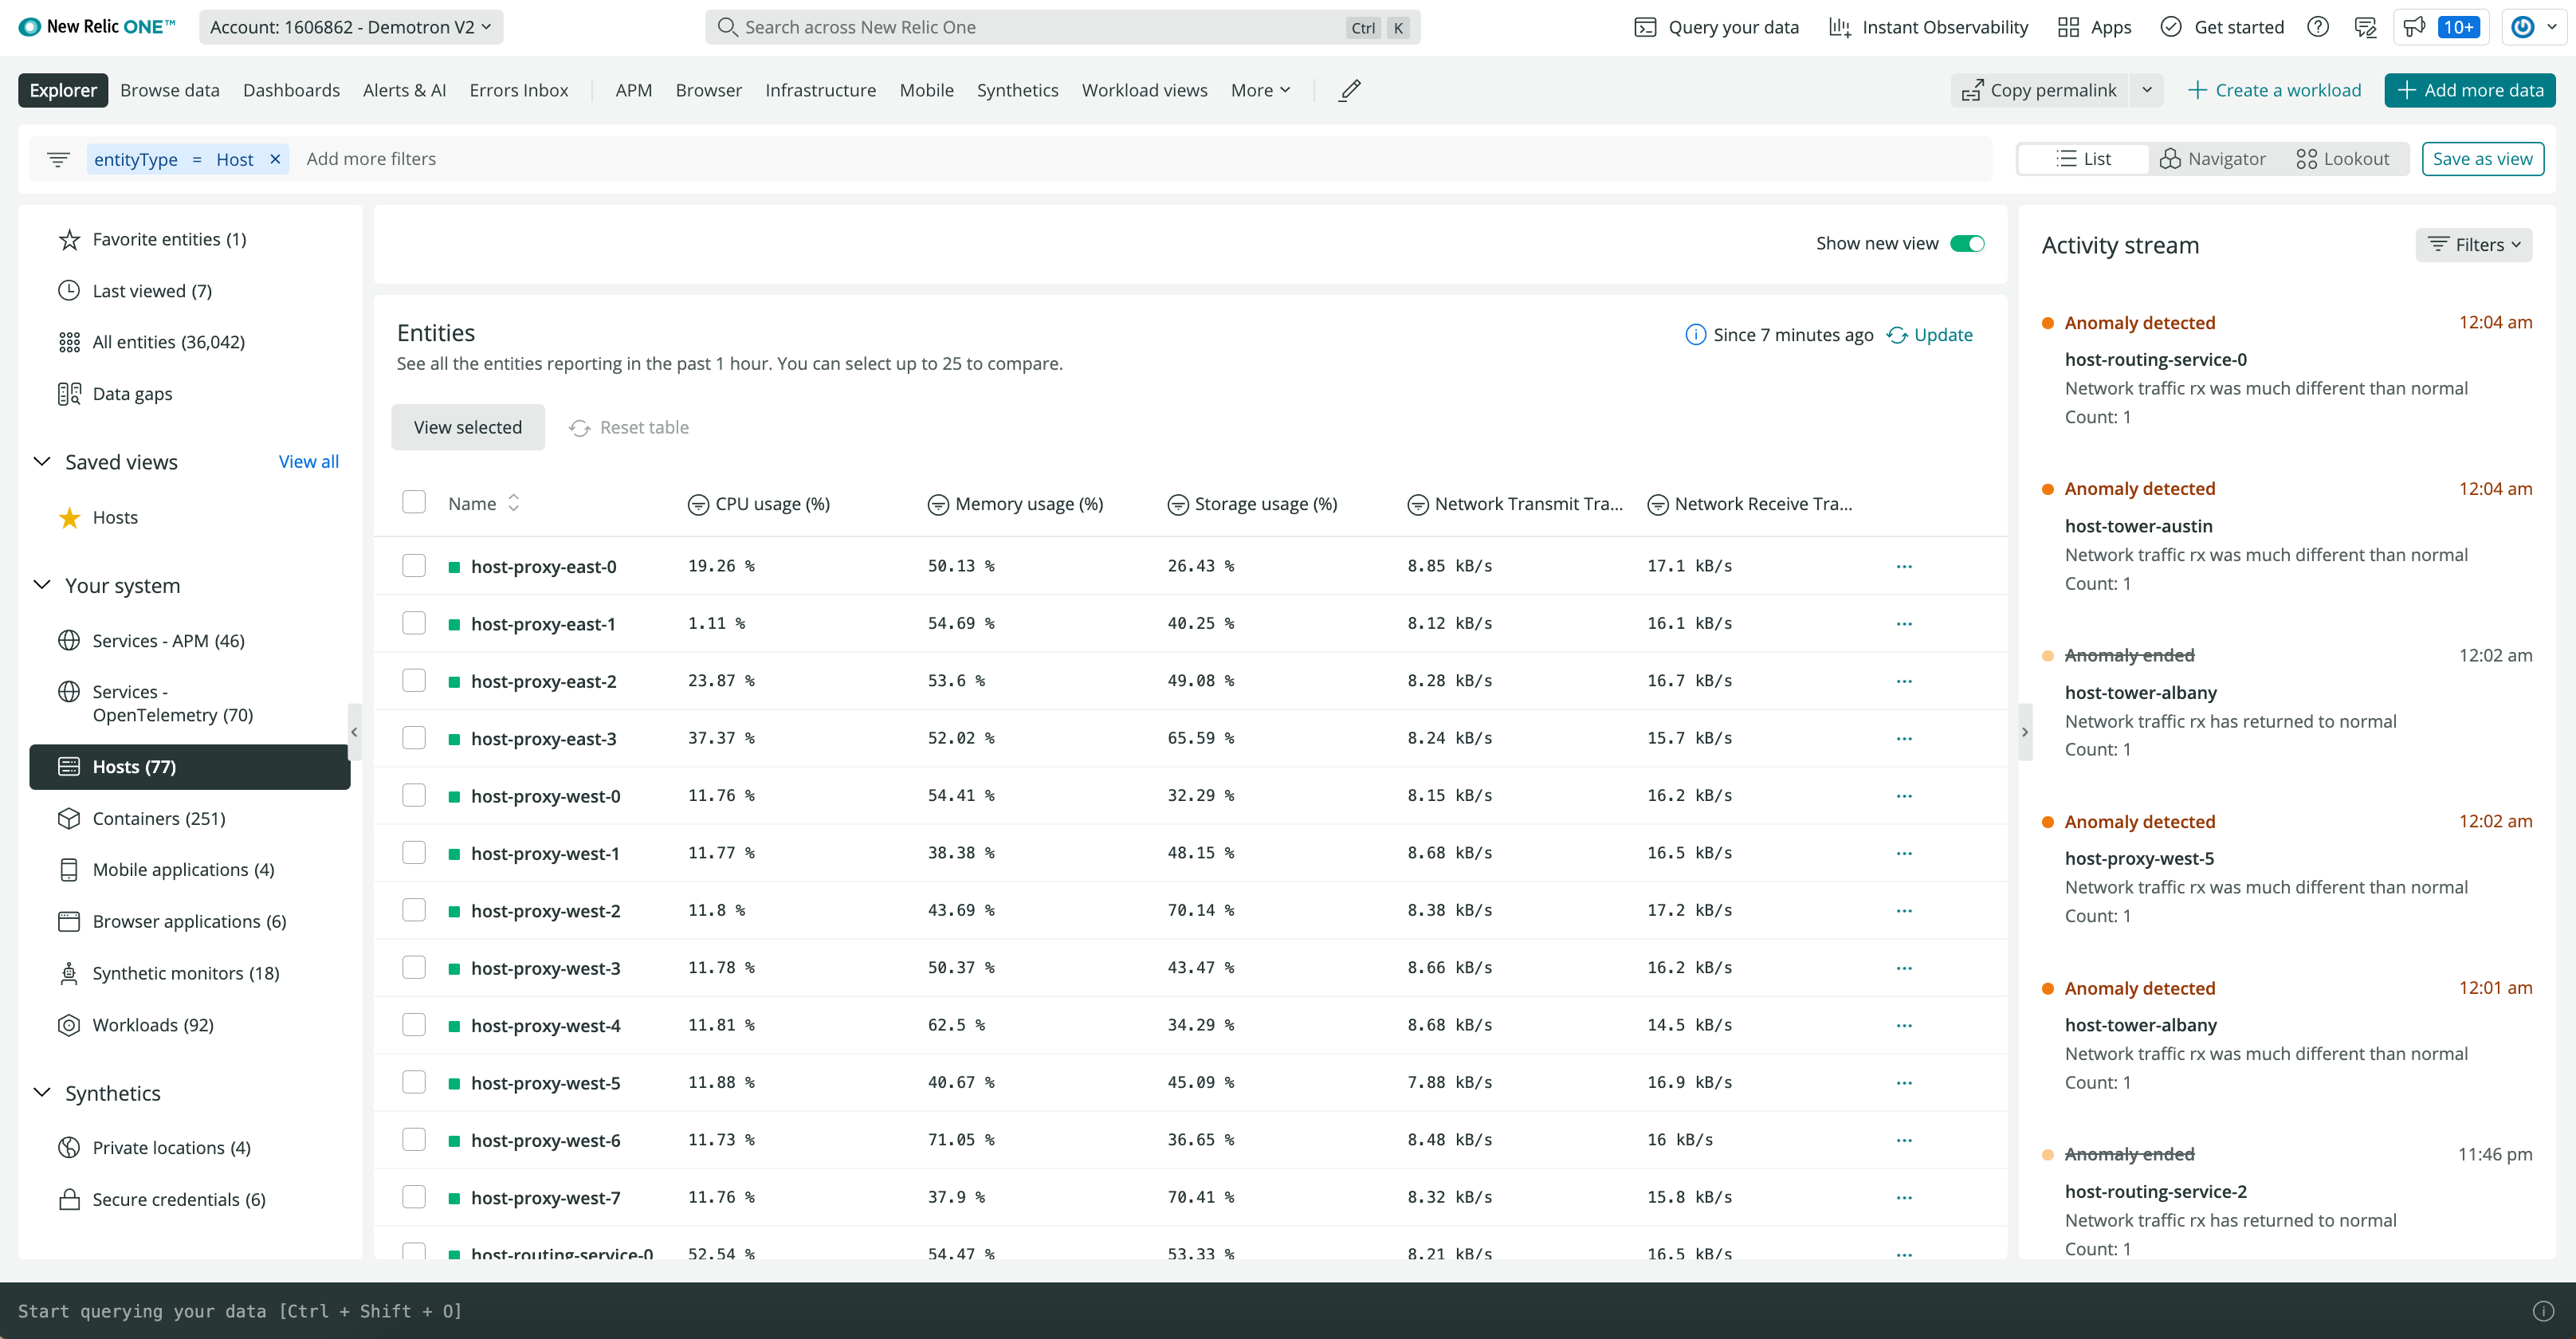 New Relic ONE™
Account: 1606862 - Demotron V2
Search across New Relic One
Ctrl K
Query your data
Instant Observability
Apps
Get started
10+
Explorer
Browse data
Dashboards
Alerts & AI
Errors Inbox
APM
Browser
Infrastructure
Mobile
Synthetics
Workload views
More
Copy permalink
Create a workload
Add more data
entityType = Host
Add more filters
List
Navigator
Lookout
Save as view
Favorite entities (1)
Last viewed (7)
All entities (36,042)
Data gaps
Saved views
View all
Hosts
Your system
Services - APM (46)
Services -
OpenTelemetry (70)
Hosts (77)
Containers (251)
Mobile applications (4)
Browser applications (6)
Synthetic monitors (18)
Workloads (92)
Synthetics
Private locations (4)
Secure credentials (6)
Show new view
Entities
Since 7 minutes ago
Update
See all the entities reporting in the past 1 hour. You can select up to 25 to compare.
View selected
Reset table
Name CPU usage (%) Memory usage (%) Storage usage (%) Network Transmit Tra... Network Receive Tra...
host-proxy-east-0 19.26 % 50.13 % 26.43 % 8.85 kB/s 17.1 kB/s ...
host-proxy-east-1 1.11 % 54.69 % 40.25 % 8.12 kB/s 16.1 kB/s ...
host-proxy-east-2 23.87 % 53.6 % 49.08 % 8.28 kB/s 16.7 kB/s ...
host-proxy-east-3 37.37 % 52.02 % 65.59 % 8.24 kB/s 15.7 kB/s ...
host-proxy-west-0 11.76 % 54.41 % 32.29 % 8.15 kB/s 16.2 kB/s ...
host-proxy-west-1 11.77 % 38.38 % 48.15 % 8.68 kB/s 16.5 kB/s ...
host-proxy-west-2 11.8 % 43.69 % 70.14 % 8.38 kB/s 17.2 kB/s ...
host-proxy-west-3 11.78 % 50.37 % 43.47 % 8.66 kB/s 16.2 kB/s ...
host-proxy-west-4 11.81 % 62.5 % 34.29 % 8.68 kB/s 14.5 kB/s ...
host-proxy-west-5 11.88 % 40.67 % 45.09 % 7.88 kB/s 16.9 kB/s ...
host-proxy-west-6 11.73 % 71.05 % 36.65 % 8.48 kB/s 16 kB/s ...
host-proxy-west-7 11.76 % 37.9 % 70.41 % 8.32 kB/s 15.8 kB/s ...
host-routing-service-0 52.54 % 54.47 % 53.33 % 8.21 kB/s 16.5 kB/s ...
Activity stream
Filters
Anomaly detected 12:04 am
host-routing-service-0
Network traffic rx was much different than normal
Count: 1
Anomaly detected 12:04 am
host-tower-austin
Network traffic rx was much different than normal
Count: 1
Anomaly ended 12:02 am
host-tower-albany
Network traffic rx has returned to normal
Count: 1
Anomaly detected 12:02 am
host-proxy-west-5
Network traffic rx was much different than normal
Count: 1
Anomaly detected 12:01 am
host-tower-albany
Network traffic rx was much different than normal
Count: 1
Anomaly ended 11:46 pm
host-routing-service-2
Network traffic rx has returned to normal
Count: 1
Start querying your data [Ctrl + Shift + O]